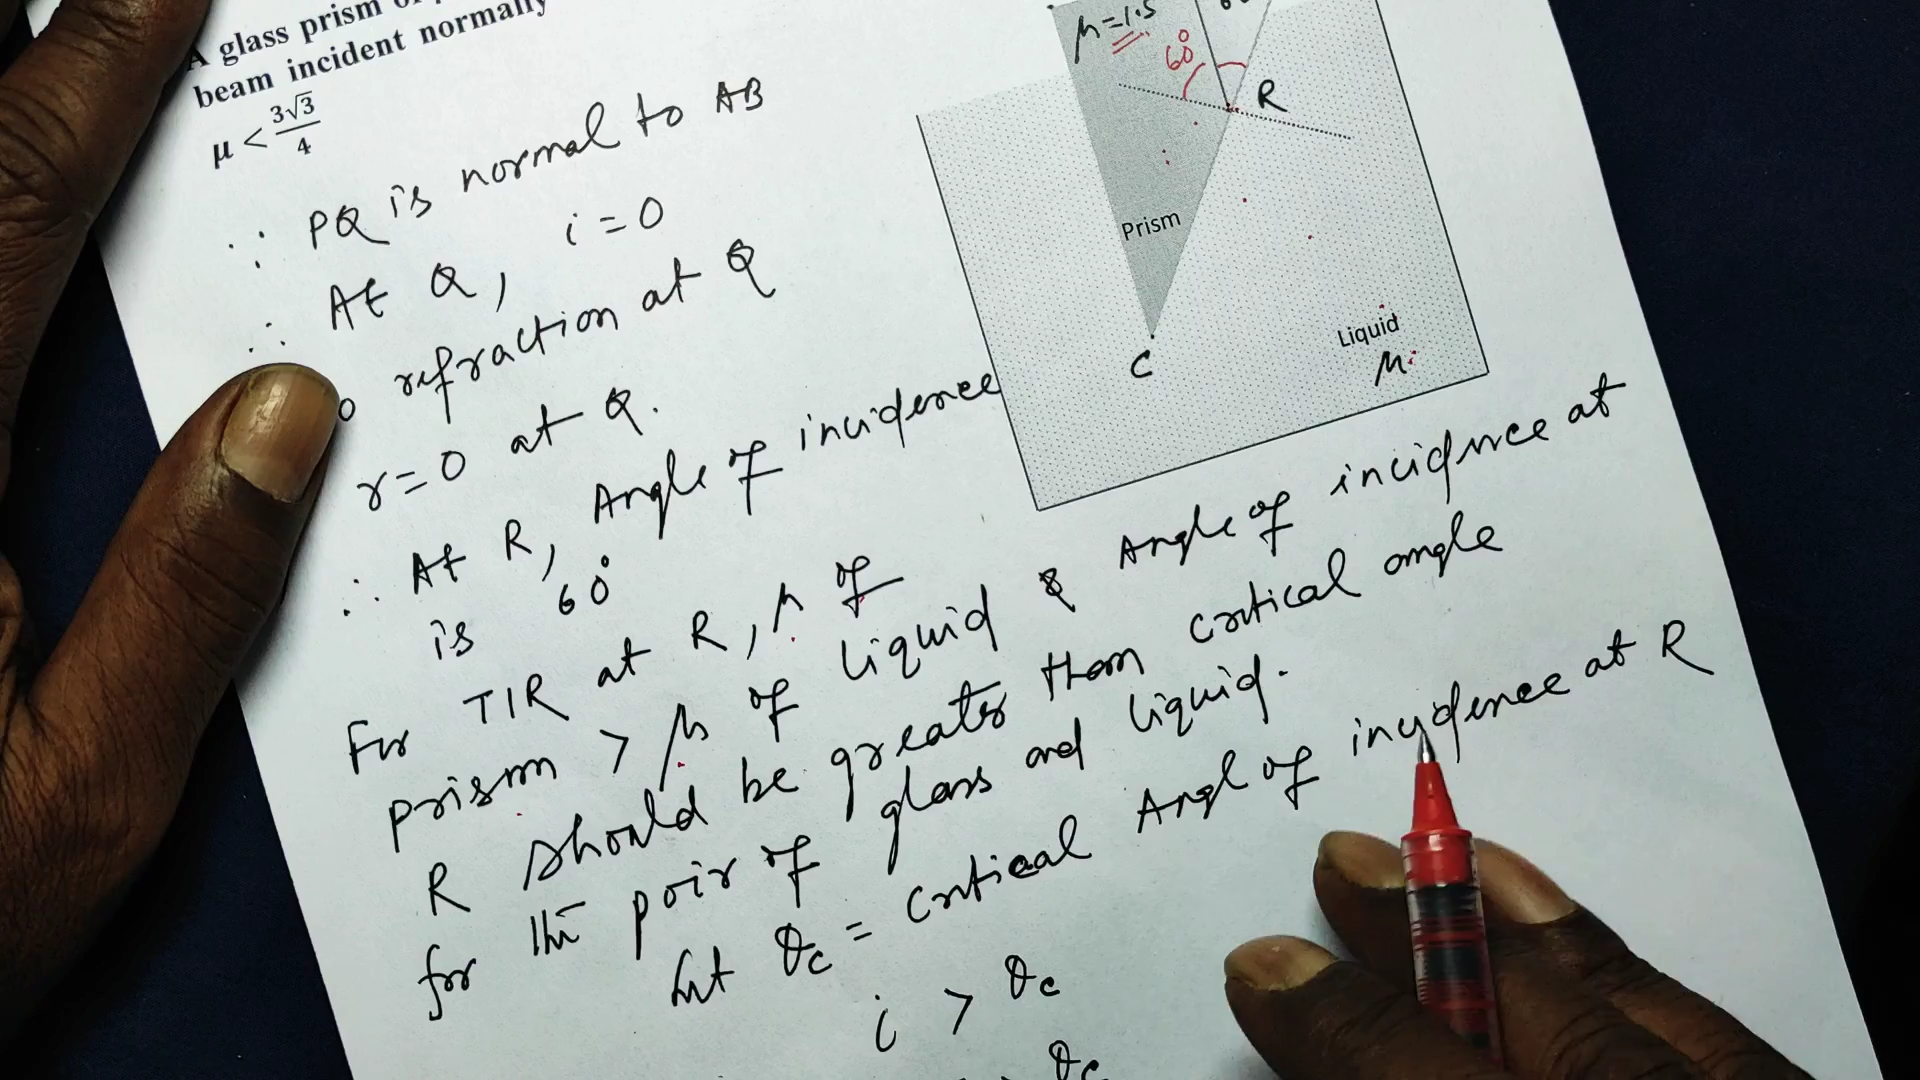 A glass prism
beam incident normally
μ < 3√3/4
∵ PQ is normal to AB
At Q, i = 0
∴ refraction at Q
r = 0 at Q.
∴ At R, Angle of incidence
is 60°
For TIR at R, μ of
prism > μ of liquid & Angle of incidence at
R should be greater than critical angle
for the pair of glass and liquid.
Let θc = Critical Angl of incidence at R
i > θc
θc
μ=1.5
60°
R
Prism
C
Liquid
μ